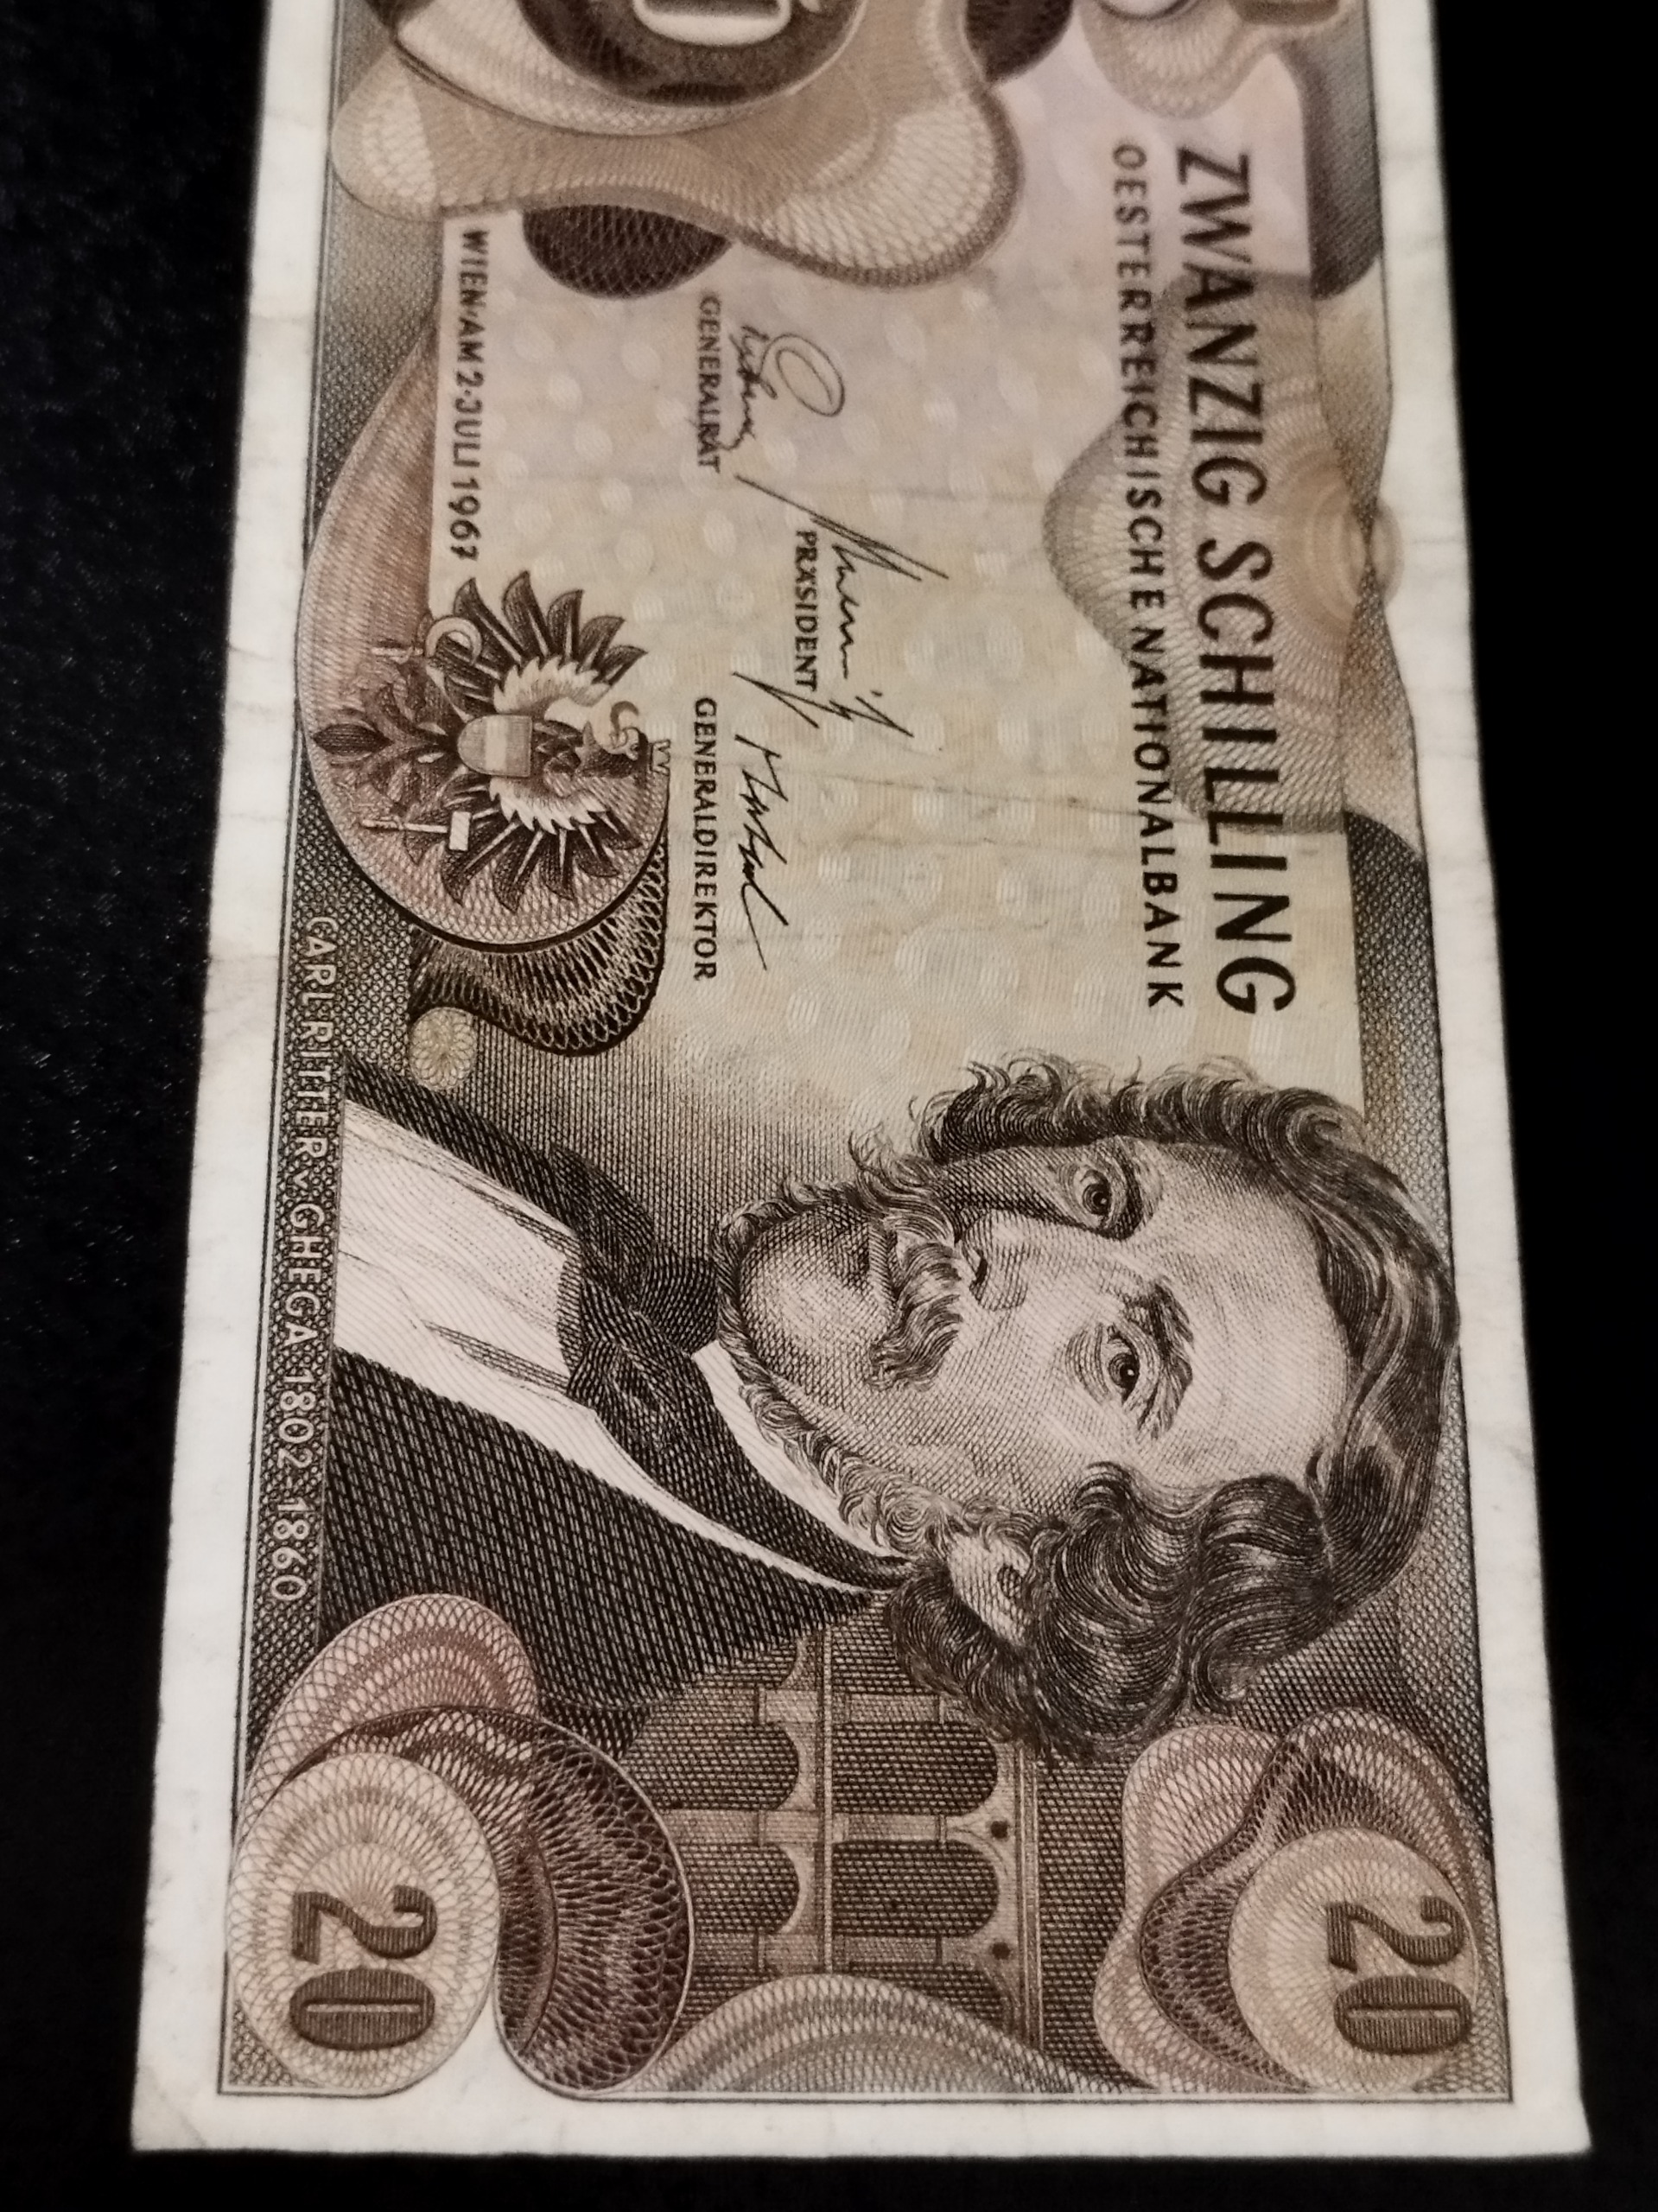 ZWANZIG SCHILLING
OESTERREICHISCHE NATIONALBANK
GENERALRAT
PRÄSIDENT
GENERALDIREKTOR
WIEN·AM 2·JULI 1967
CARL RITTER v GHEGA 1802-1860
20
20